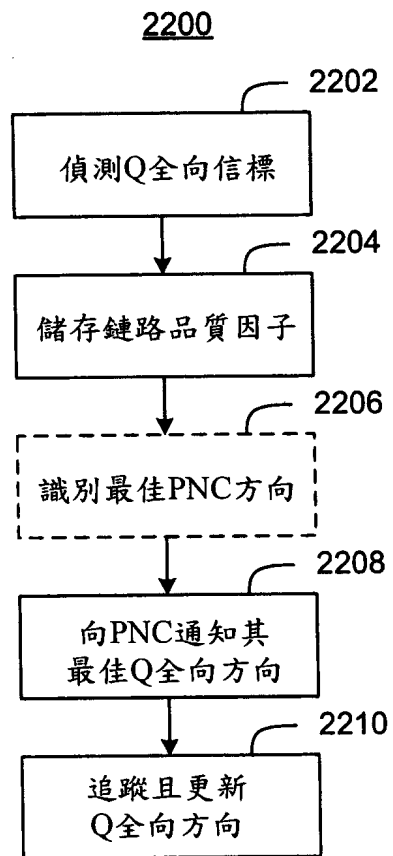 2200
2202
偵測Q全向信標
2204
儲存鏈路品質因子
2206
識別最佳PNC方向
2208
向PNC通知其
最佳Q全向方向
2210
追蹤且更新
Q全向方向